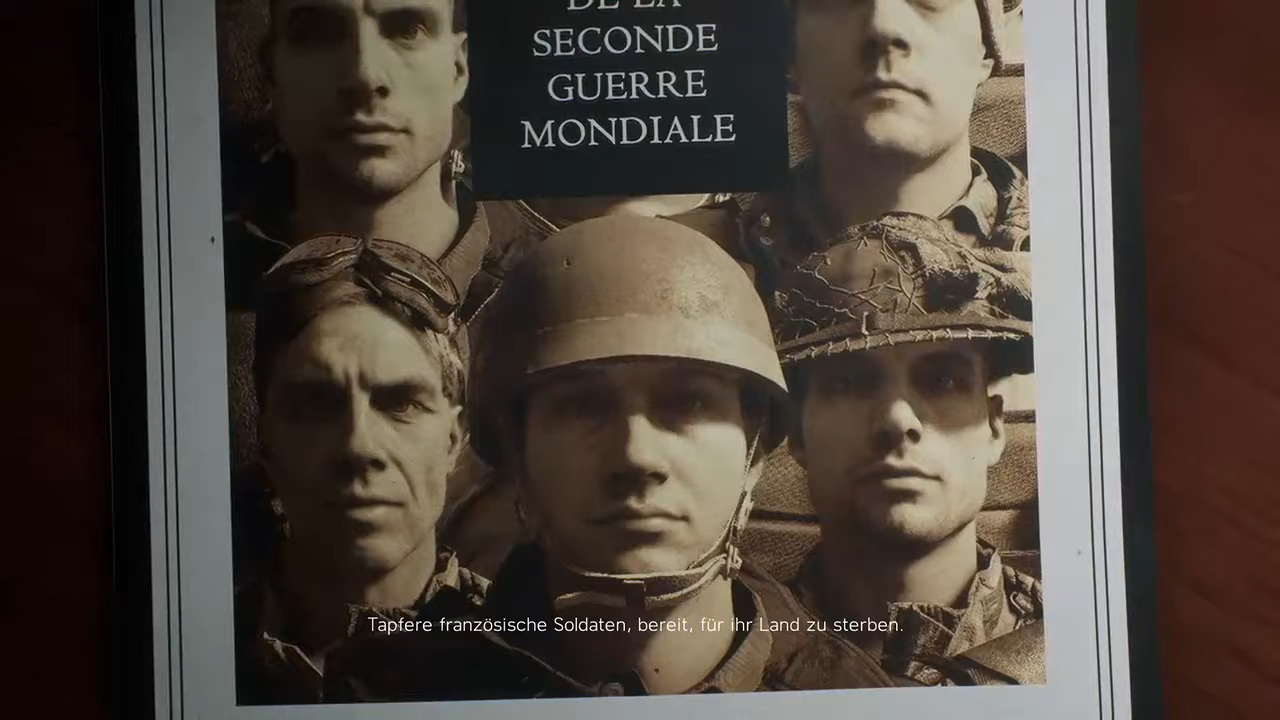 DE LA
SECONDE
GUERRE
MONDIALE
Tapfere französische Soldaten, bereit, für ihr Land zu sterben.